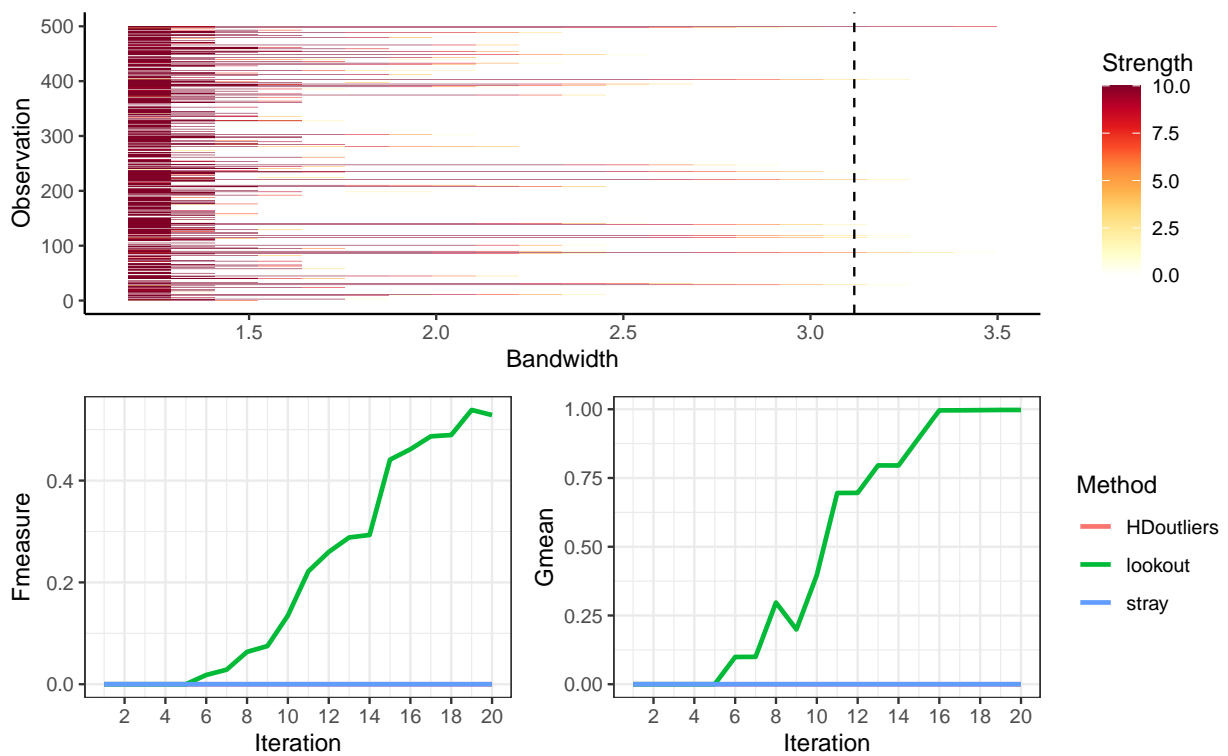 500
400
300
200
100
0
Observation
1.5 2.0 2.5 3.0 3.5
Bandwidth
Strength
10.0
7.5
5.0
2.5
0.0
0.4
0.2
0.0
Fmeasure
2 4 6 8 10 12 14 16 18 20
Iteration
1.00
0.75
0.50
0.25
0.00
Gmean
2 4 6 8 10 12 14 16 18 20
Iteration
Method
HDoutliers
lookout
stray